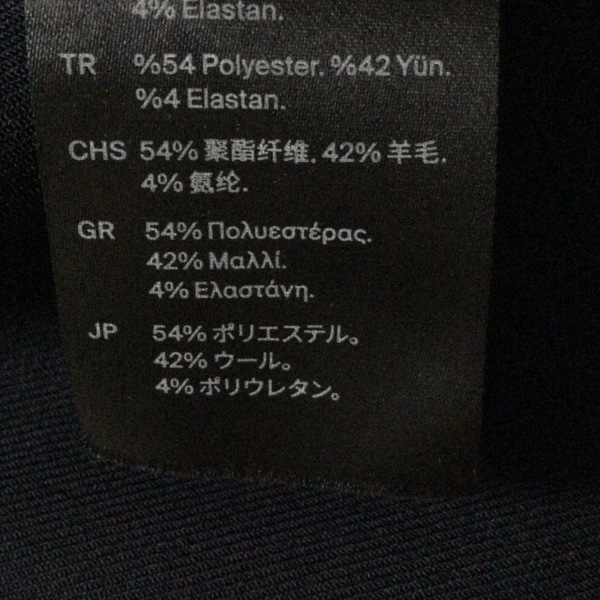 4% Elastan.
TR %54 Polyester. %42 Yün.
%4 Elastan.
CHS 54% 聚酯纤维. 42% 羊毛.
4% 氨纶.
GR 54% Πολυεστέρας.
42% Μαλλί.
4% Ελαστάνη.
JP 54% ポリエステル。
42% ウール。
4% ポリウレタン。